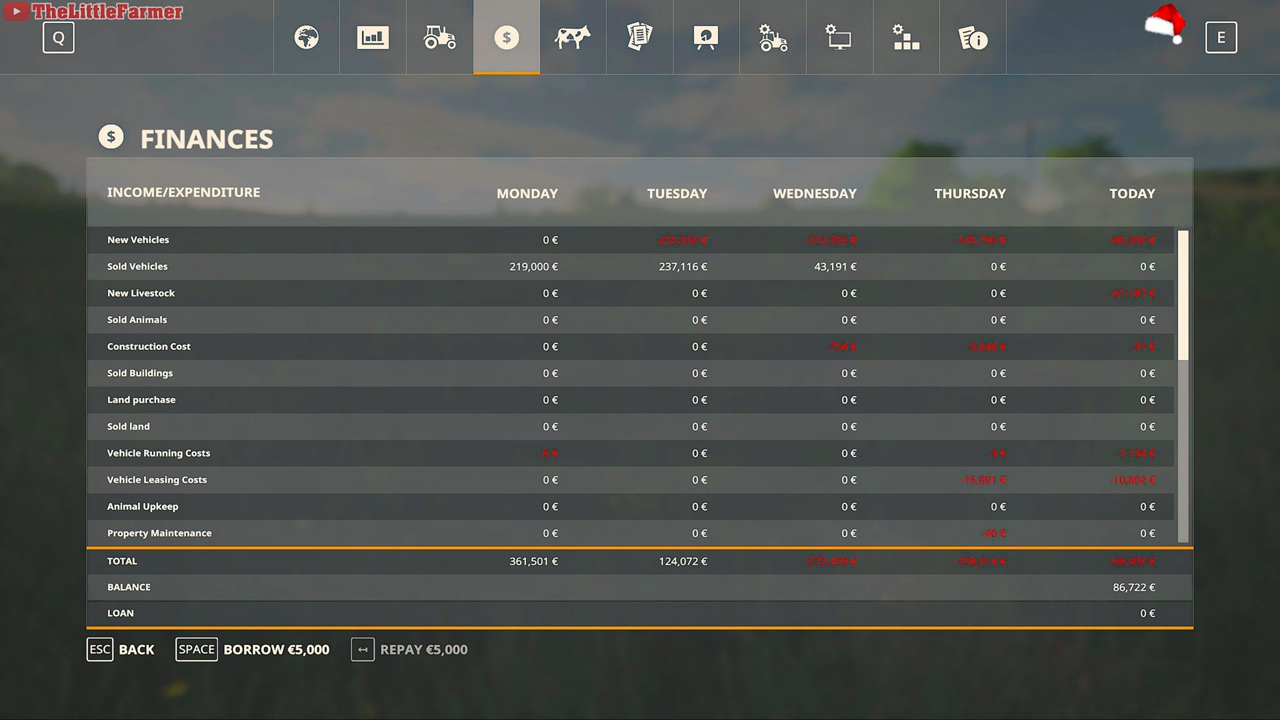 TheLittleFarmer
Q
E
FINANCES
INCOME/EXPENDITURE MONDAY TUESDAY WEDNESDAY THURSDAY TODAY
New Vehicles 0 €
Sold Vehicles 219,000 € 237,116 € 43,191 € 0 € 0 €
New Livestock 0 € 0 € 0 € 0 €
Sold Animals 0 € 0 € 0 € 0 € 0 €
Construction Cost 0 € 0 €
Sold Buildings 0 € 0 € 0 € 0 € 0 €
Land purchase 0 € 0 € 0 € 0 € 0 €
Sold land 0 € 0 € 0 € 0 € 0 €
Vehicle Running Costs 0 € 0 €
Vehicle Leasing Costs 0 € 0 € 0 € -10,802 €
Animal Upkeep 0 € 0 € 0 € 0 € 0 €
Property Maintenance 0 € 0 € 0 € -40 € 0 €
TOTAL 361,501 € 124,072 €
BALANCE 86,722 €
LOAN 0 €
ESC BACK SPACE BORROW €5,000 ↔ REPAY €5,000